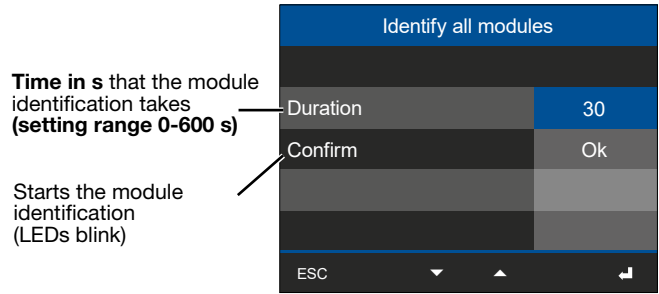 Identify all modules
Time in s that the module
identification takes
(setting range 0-600 s)
Duration 30
Confirm Ok
Starts the module
identification
(LEDs blink)
ESC